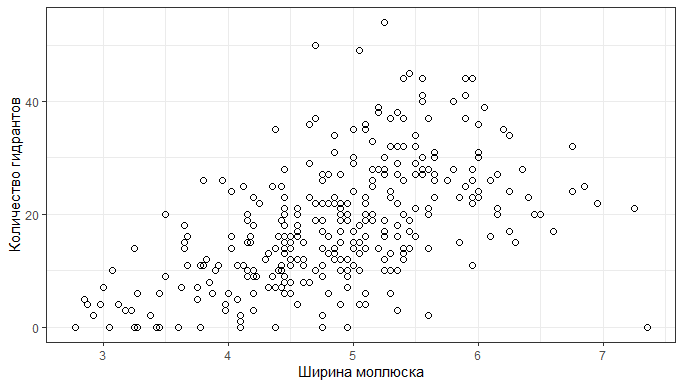 Количество гидрантов
40
20
0
3 4 5 6 7
Ширина моллюска